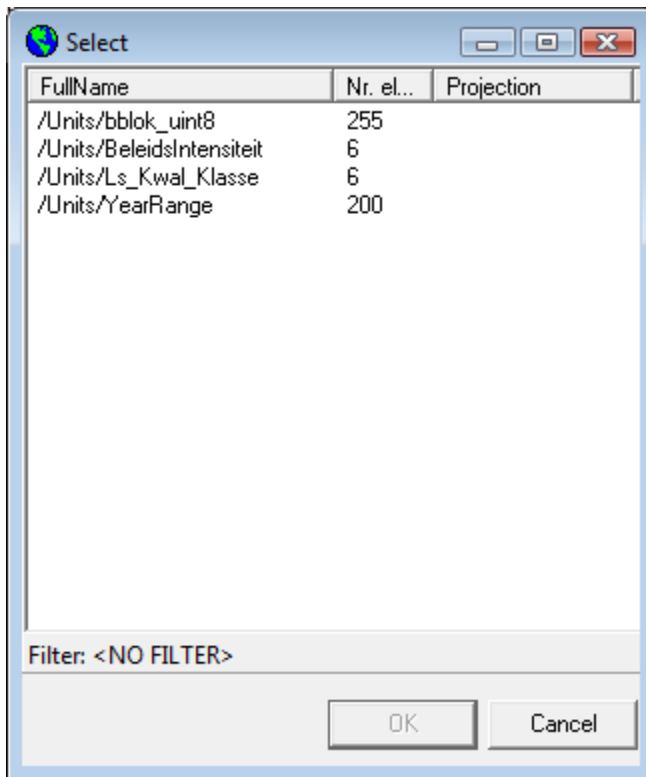 Select
FullName Nr. el... Projection
/Units/bblok_uint8 255
/Units/BeleidsIntensiteit 6
/Units/Ls_Kwal_Klasse 6
/Units/YearRange 200
Filter: <NO FILTER>
OK Cancel